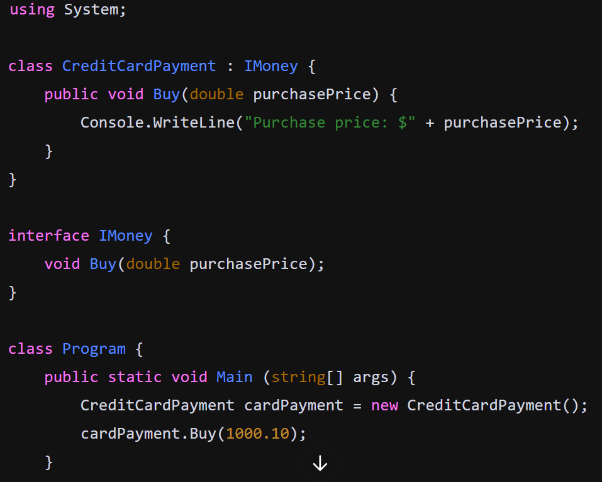 using System;
class CreditCardPayment : IMoney {
    public void Buy(double purchasePrice) {
        Console.WriteLine("Purchase price: $" + purchasePrice);
    }
}
interface IMoney {
    void Buy(double purchasePrice);
}
class Program {
    public static void Main (string[] args) {
        CreditCardPayment cardPayment = new CreditCardPayment();
        cardPayment.Buy(1000.10);
    }